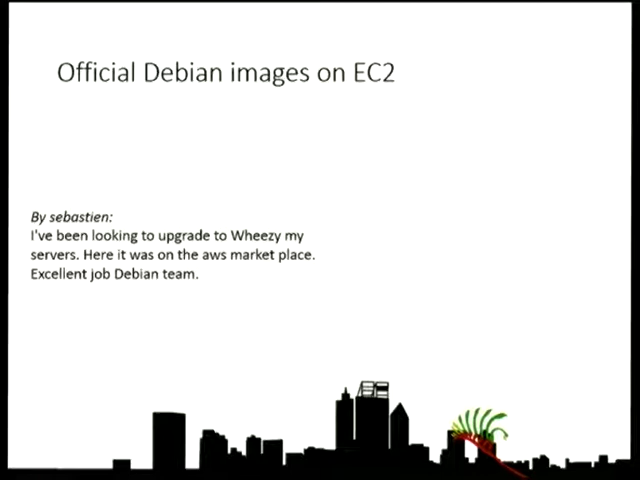 Official Debian images on EC2
By sebastien:
I've been looking to upgrade to Wheezy my
servers. Here it was on the aws market place.
Excellent job Debian team.